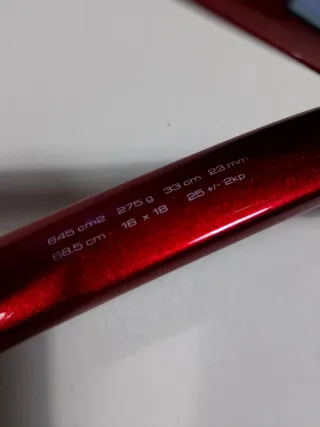 645 cm2 275 g 33 cm 23 mm
68.5 cm 16 x 18 25 +/- 2kp